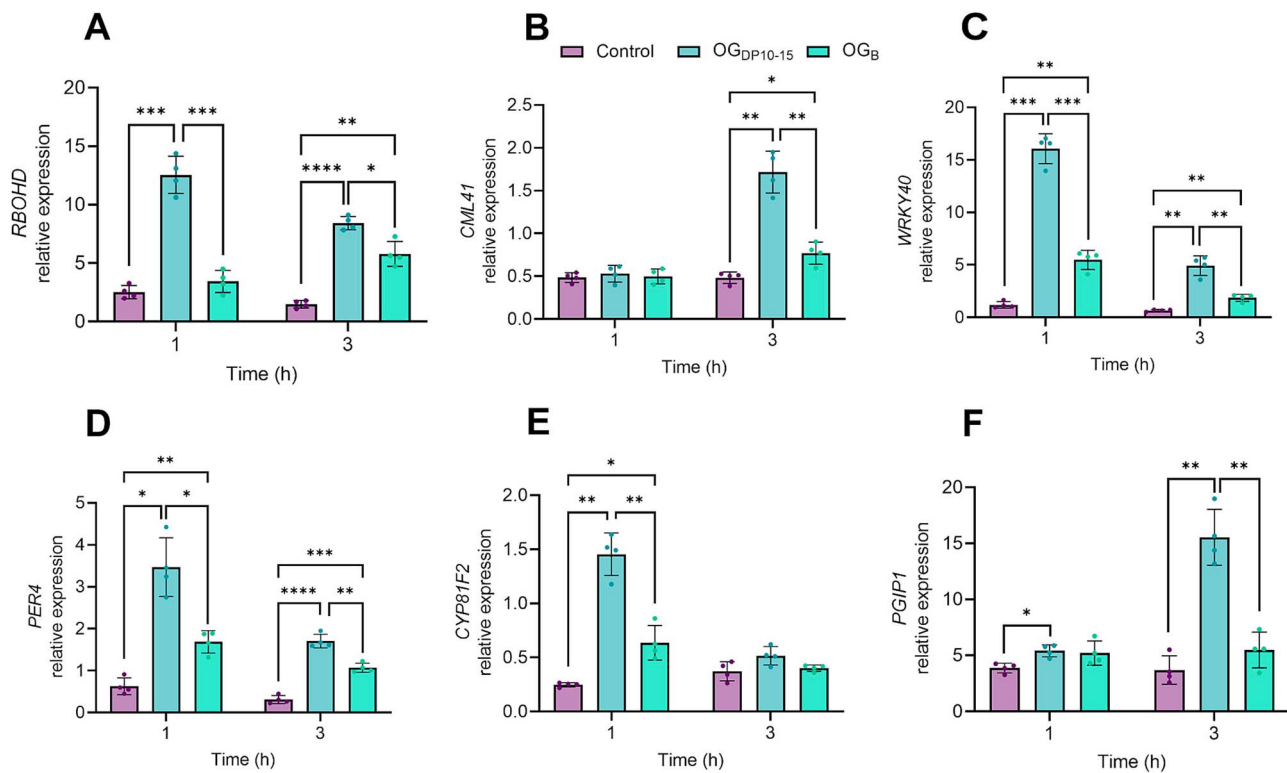 A
B
C
Control OG DP10-15 OG B
RBOHD
relative expression
20
15
10
5
0
*** ***
**
**** *
1 3
Time (h)
CML41
relative expression
2.5
2.0
1.5
1.0
0.5
0.0
*
** **
1 3
Time (h)
WRKY40
relative expression
20
15
10
5
0
**
*** ***
**
** **
1 3
Time (h)
D
E
F
PER4
relative expression
5
4
3
2
1
0
**
* *
***
**** **
1 3
Time (h)
CYP81F2
relative expression
2.0
1.5
1.0
0.5
0.0
*
** **
1 3
Time (h)
PGIP1
relative expression
20
15
10
5
0
*
** **
1 3
Time (h)